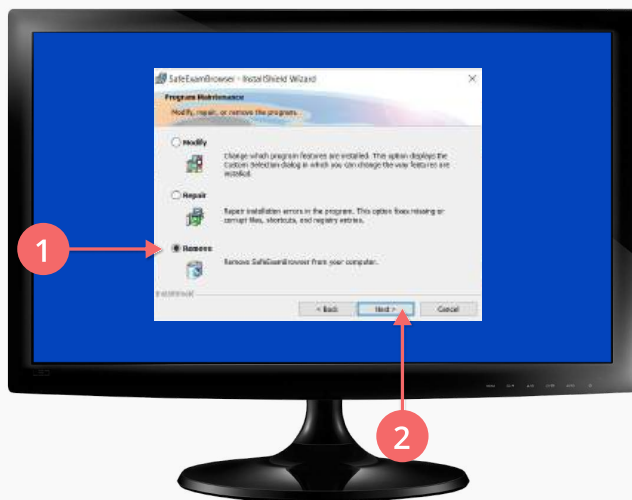 SafeExamBrowser - InstallShield Wizard
Program Maintenance
Modify, repair, or remove the program.
Modify
Change which program features are installed. This option displays the
Custom Selection dialog in which you can change the way features are
installed.
Repair
Repair installation errors in the program. This option fixes missing or
corrupt files, shortcuts, and registry entries.
1
Remove
Remove SafeExamBrowser from your computer.
InstallShield
< Back
Next >
Cancel
2